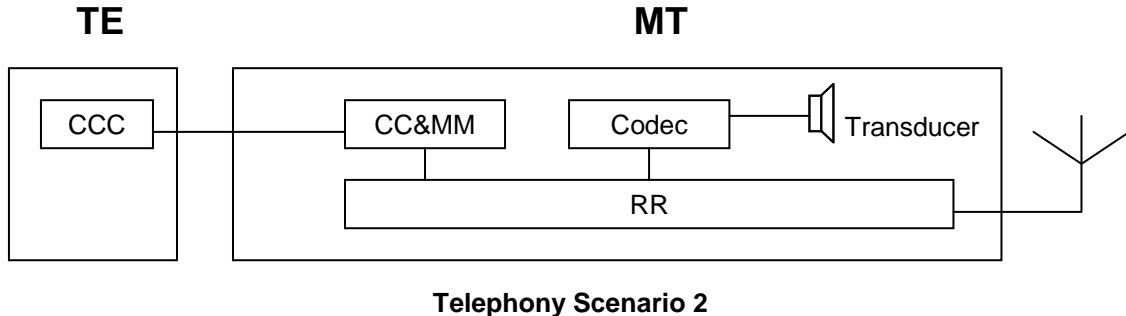 TE
MT
CCC
CC&MM
Codec
Transducer
RR
Telephony Scenario 2